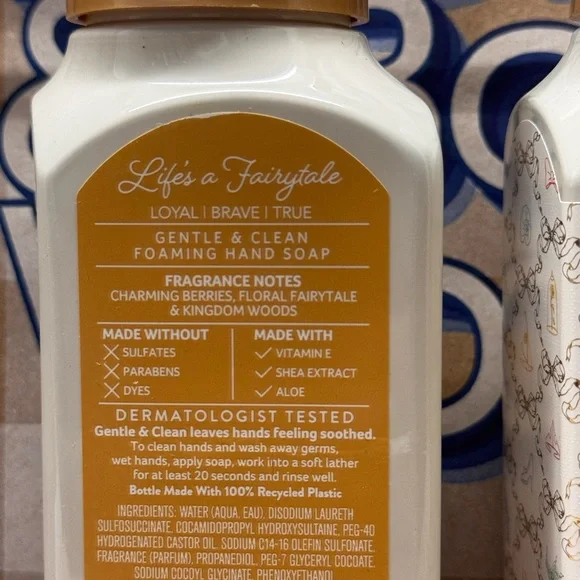 Life's a Fairytale
LOYAL | BRAVE | TRUE
GENTLE & CLEAN
FOAMING HAND SOAP
FRAGRANCE NOTES
CHARMING BERRIES, FLORAL FAIRYTALE
& KINGDOM WOODS
MADE WITHOUT
SULFATES
PARABENS
DYES
MADE WITH
VITAMIN E
SHEA EXTRACT
ALOE
DERMATOLOGIST TESTED
Gentle & Clean leaves hands feeling soothed.
To clean hands and wash away germs,
wet hands, apply soap, work into a soft lather
for at least 20 seconds and rinse well.
Bottle Made With 100% Recycled Plastic
INGREDIENTS: WATER (AQUA, EAU), DISODIUM LAURETH
SULFOSUCCINATE, COCAMIDOPROPYL HYDROXYSULTAINE, PEG-40
HYDROGENATED CASTOR OIL, SODIUM C14-16 OLEFIN SULFONATE,
FRAGRANCE (PARFUM), PROPANEDIOL, PEG-7 GLYCERYL COCOATE,
SODIUM COCOYL GLYCINATE, PHENOXYETHANOL